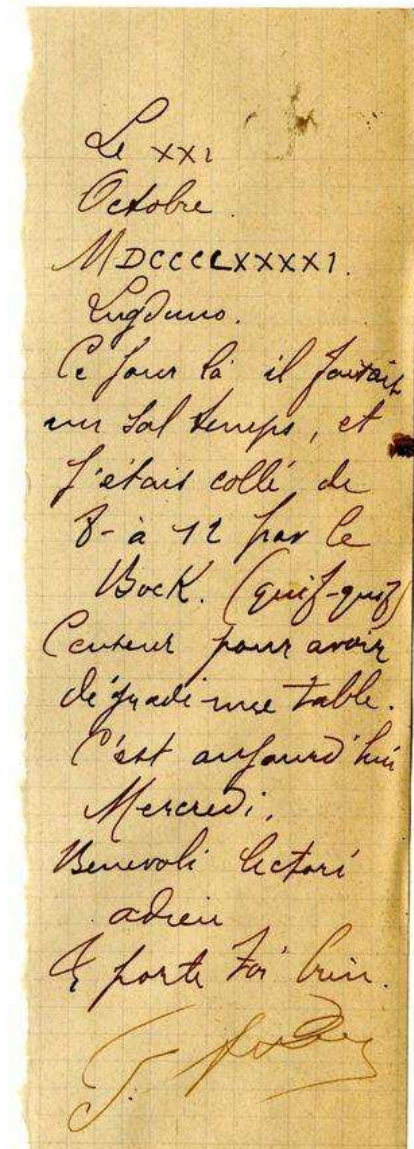 Le XXI
Octobre.
MDCCCLXXXXI.
Lugduno.
Ce jour là il faisait
un sal temps, et
j'étais collé de
8 - à 12 par le
Bock. (quif-quif)
Censeur pour avoir
dégradé une table.
C'est aujourd'hui
Mercredi.
Benevoli lectori
adieu
& porte toi bien.
J.